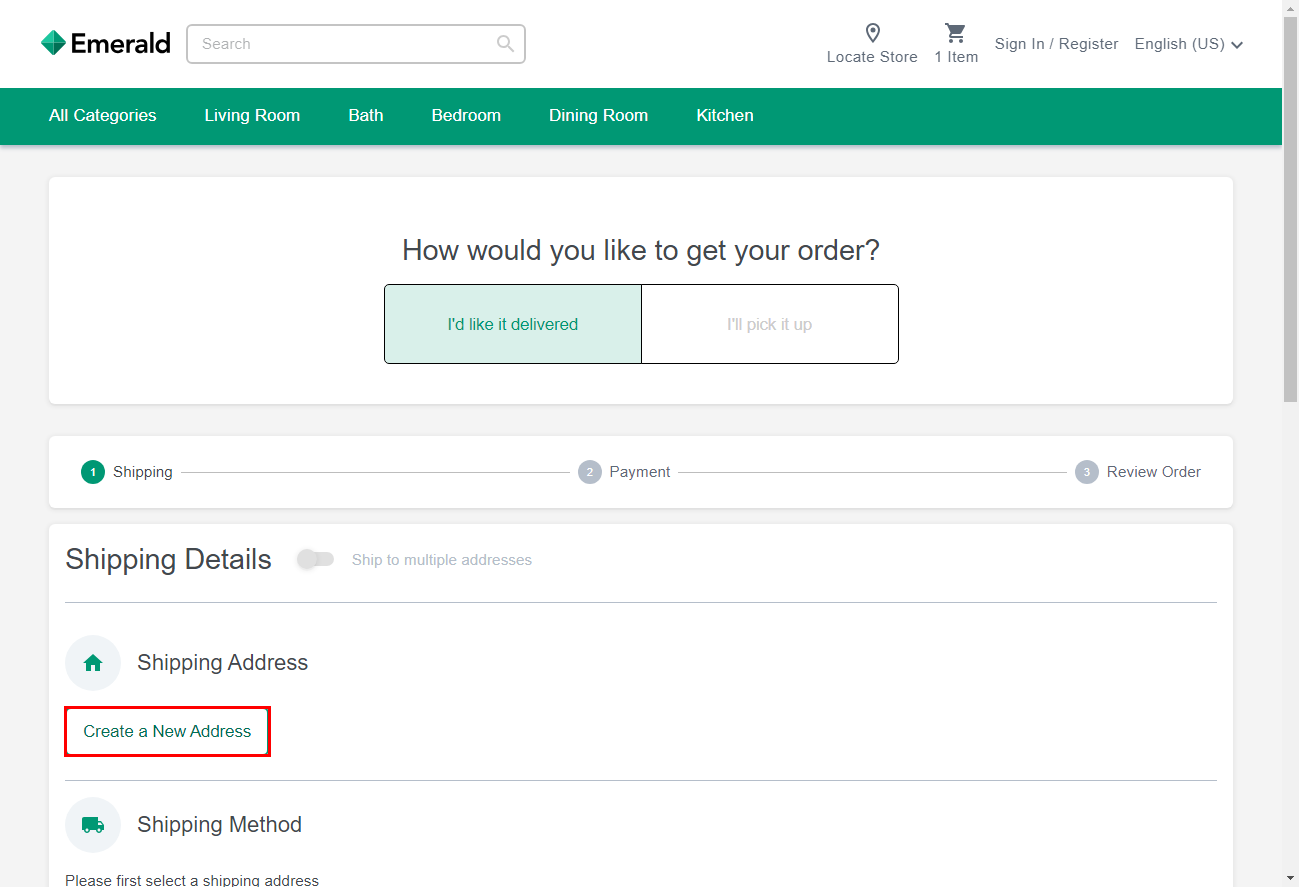 Emerald
Search
Locate Store
1 Item
Sign In / Register
English (US)
All Categories
Living Room
Bath
Bedroom
Dining Room
Kitchen
How would you like to get your order?
I'd like it delivered
I'll pick it up
1 Shipping
2 Payment
3 Review Order
Shipping Details
Ship to multiple addresses
Shipping Address
Create a New Address
Shipping Method
Please first select a shipping address